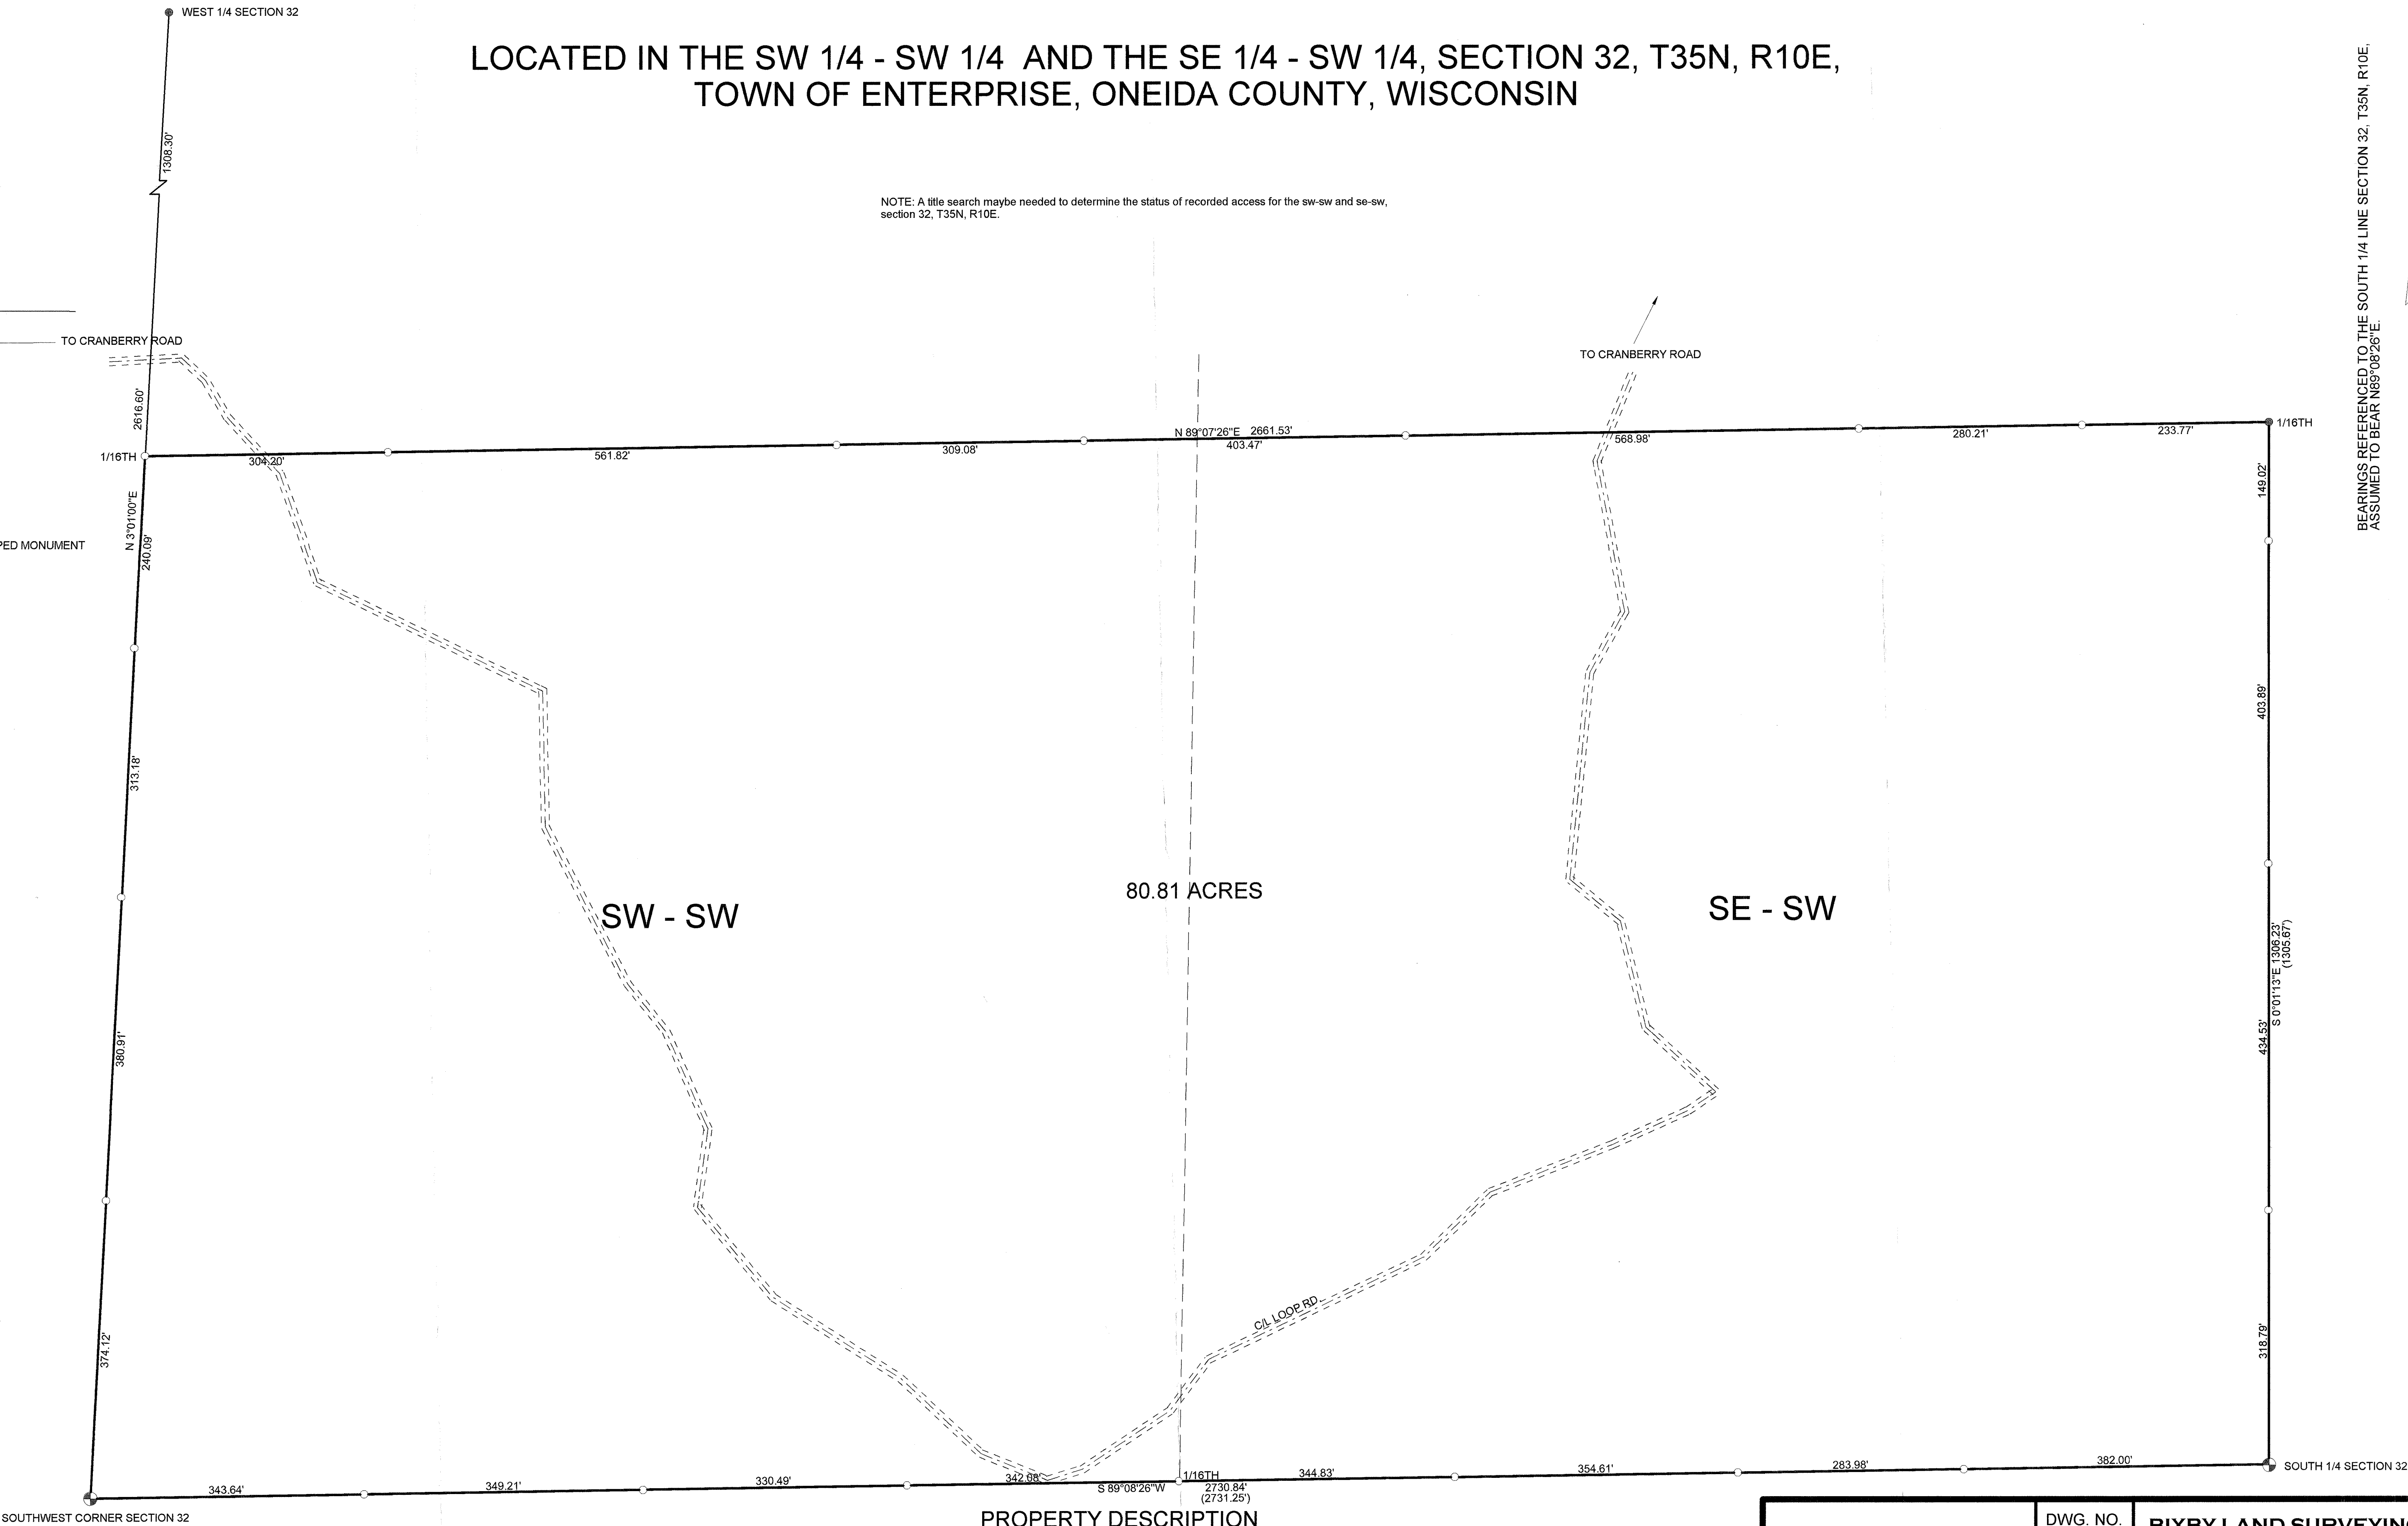 WEST 1/4 SECTION 32
LOCATED IN THE SW 1/4 - SW 1/4 AND THE SE 1/4 - SW 1/4, SECTION 32, T35N, R10E,
TOWN OF ENTERPRISE, ONEIDA COUNTY, WISCONSIN
1308.30'
NOTE: A title search maybe needed to determine the status of recorded access for the sw-sw and se-sw,
section 32, T35N, R10E.
BEARINGS REFERENCED TO THE SOUTH 1/4 LINE SECTION 32, T35N, R10E,
ASSUMED TO BEAR N89°08'26"E.
TO CRANBERRY ROAD
TO CRANBERRY ROAD
2616.60'
1/16TH
N 89°07'26"E 2661.53'
1/16TH
304.20'
561.82'
309.08'
403.47'
568.98'
280.21'
233.77'
N 3°01'00"E
240.09'
149.02'
PED MONUMENT
313.18'
403.89'
80.81 ACRES
SW - SW
SE - SW
S 0°01'13"E 1306.23'
(1305.67')
380.91'
434.53'
C/L LOOP RD.
374.12'
318.79'
343.64'
349.21'
330.49'
342.08'
1/16TH
344.83'
354.61'
283.98'
382.00'
SOUTH 1/4 SECTION 32
S 89°08'26"W
2730.84'
(2731.25')
SOUTHWEST CORNER SECTION 32
PROPERTY DESCRIPTION
DWG. NO.
BIXBY LAND SURVEYING